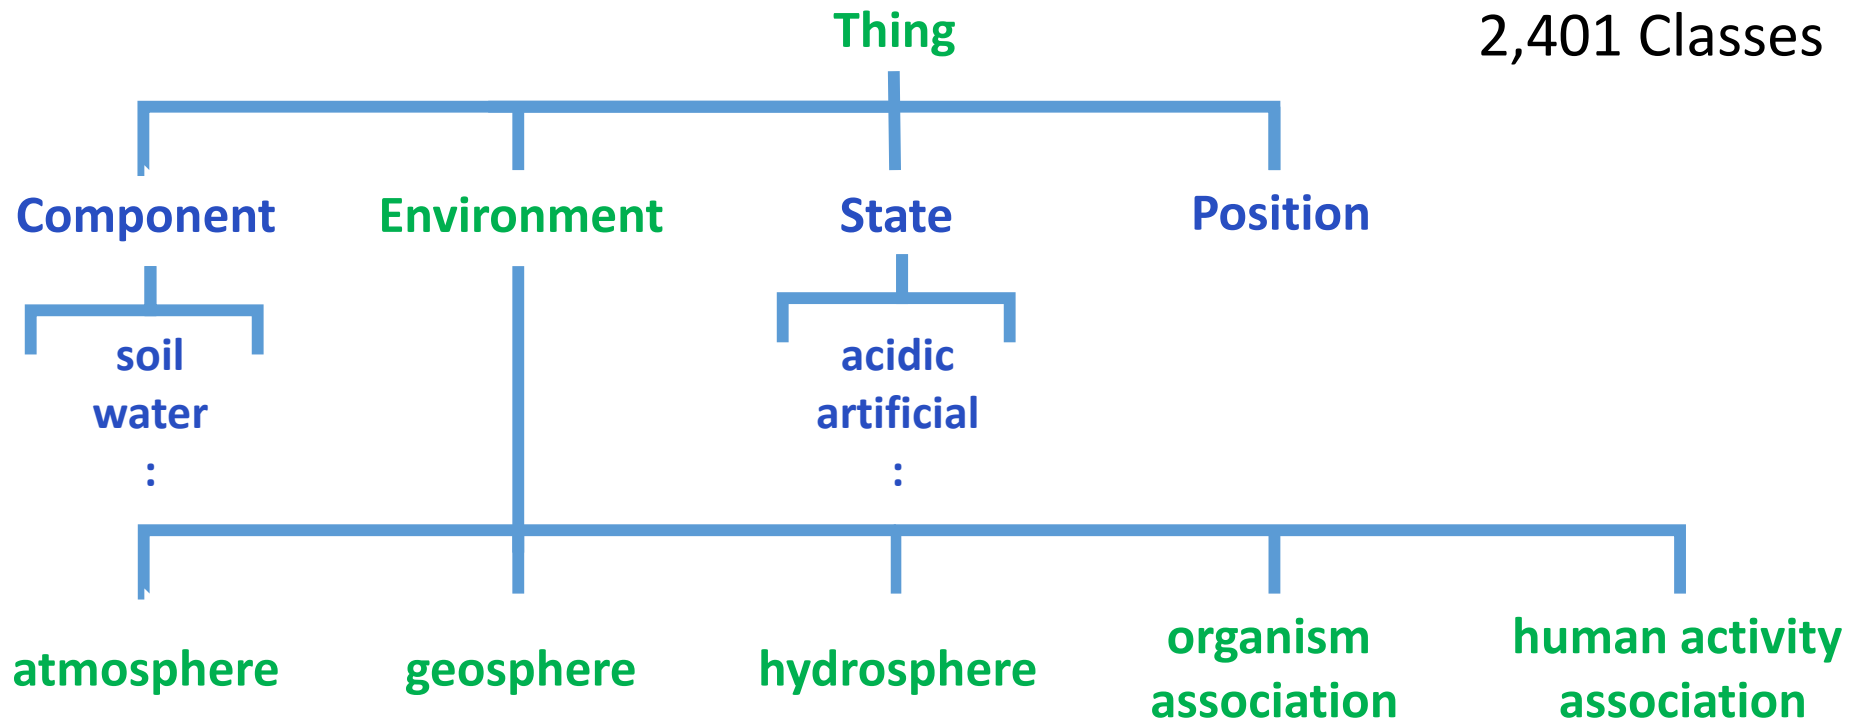 Thing
2,401 Classes
Component
Environment
State
Position
soil
water
:
acidic
artificial
:
atmosphere
geosphere
hydrosphere
organism
association
human activity
association